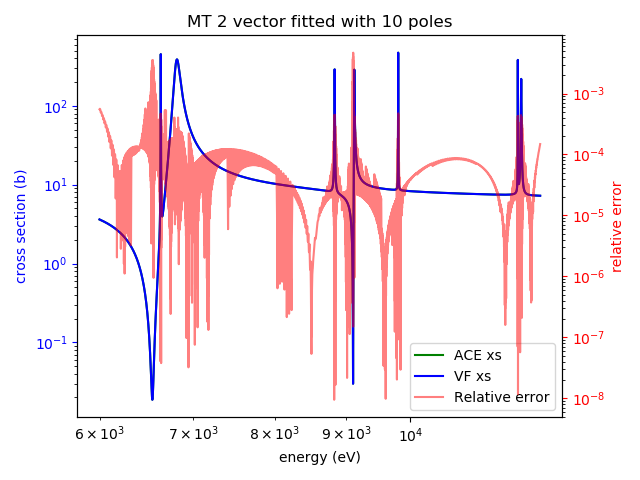 MT 2 vector fitted with 10 poles
cross section (b)
10²
10¹
10⁰
10⁻¹
10⁻³
10⁻⁴
10⁻⁵
10⁻⁶
10⁻⁷
10⁻⁸
relative error
ACE xs
VF xs
Relative error
6 × 10³ 7 × 10³ 8 × 10³ 9 × 10³ 10⁴
energy (eV)